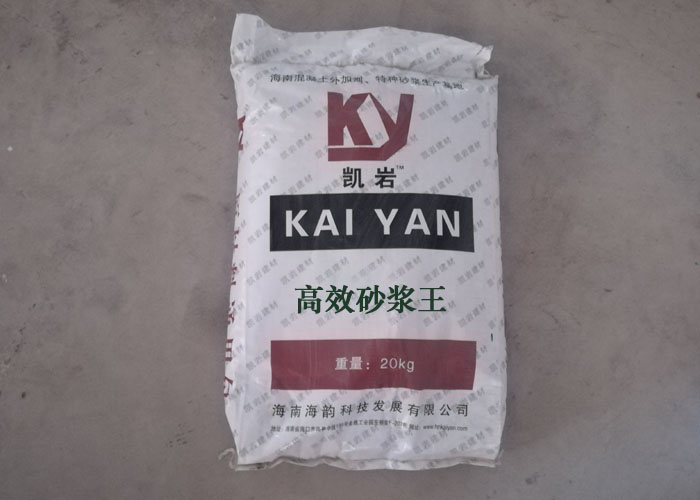 海南混凝土外加剂、特种砂浆生产基地
KY
凯岩™
KAI YAN
高效砂浆王
重量：20kg
海南海韵科技发展有限公司